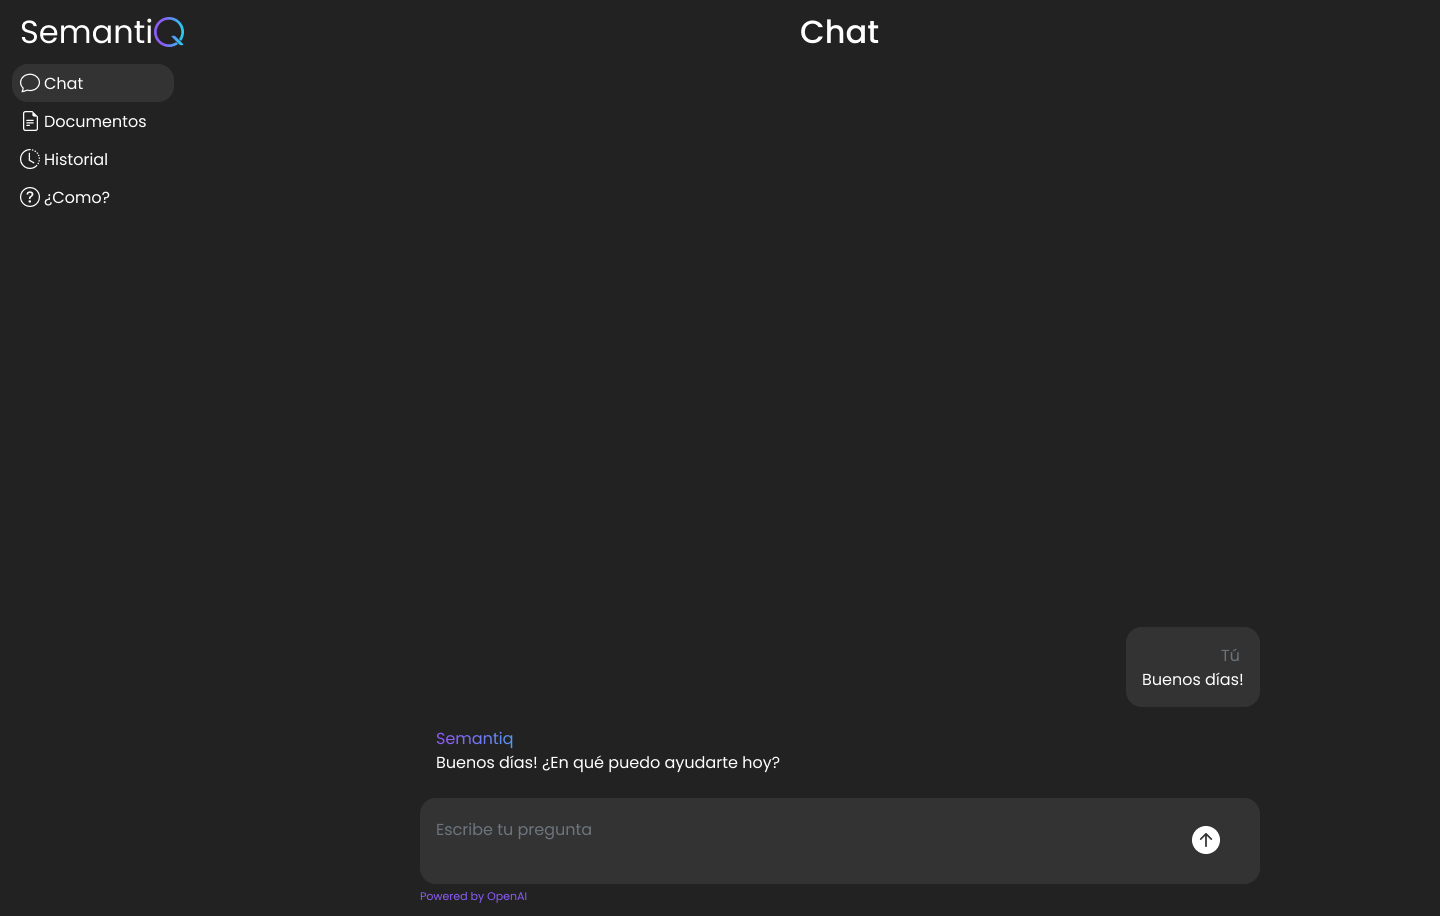 SemantiQ
Chat
Chat
Documentos
Historial
¿Como?
Tú
Buenos días!
Semantiq
Buenos días! ¿En qué puedo ayudarte hoy?
Escribe tu pregunta
Powered by OpenAI